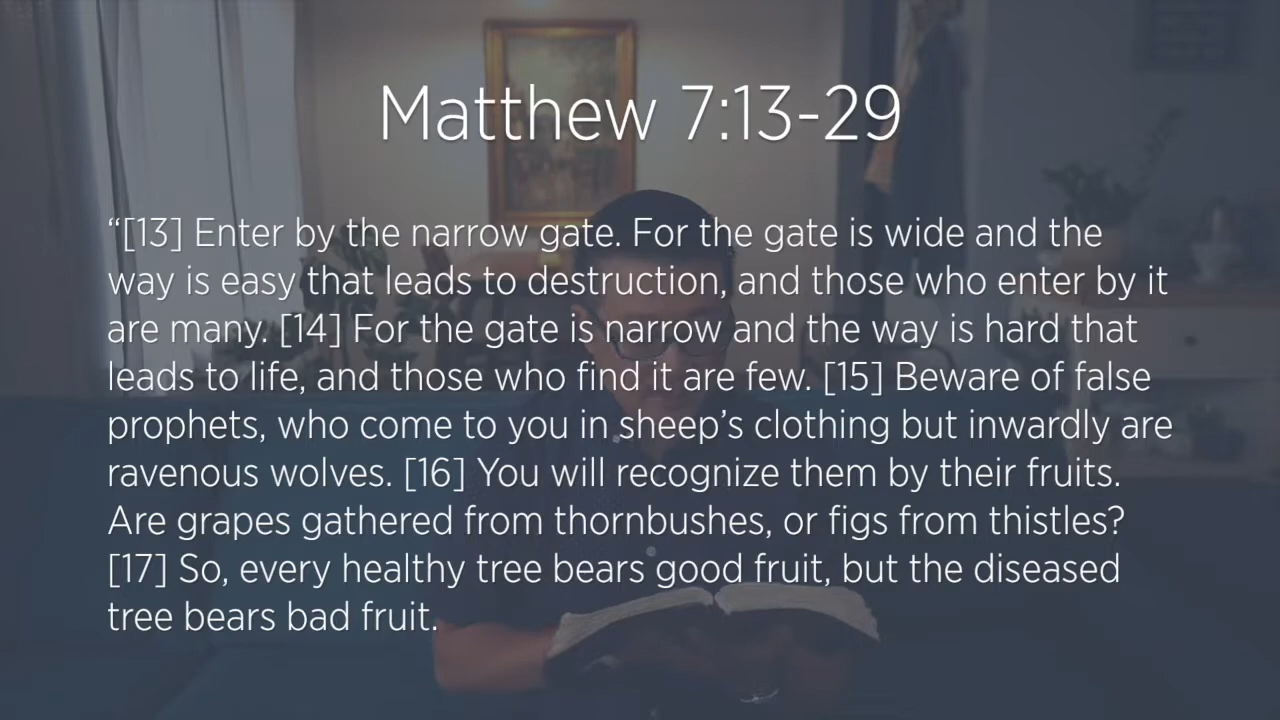 Matthew 7:13-29
“[13] Enter by the narrow gate. For the gate is wide and the
way is easy that leads to destruction, and those who enter by it
are many. [14] For the gate is narrow and the way is hard that
leads to life, and those who find it are few. [15] Beware of false
prophets, who come to you in sheep’s clothing but inwardly are
ravenous wolves. [16] You will recognize them by their fruits.
Are grapes gathered from thornbushes, or figs from thistles?
[17] So, every healthy tree bears good fruit, but the diseased
tree bears bad fruit.